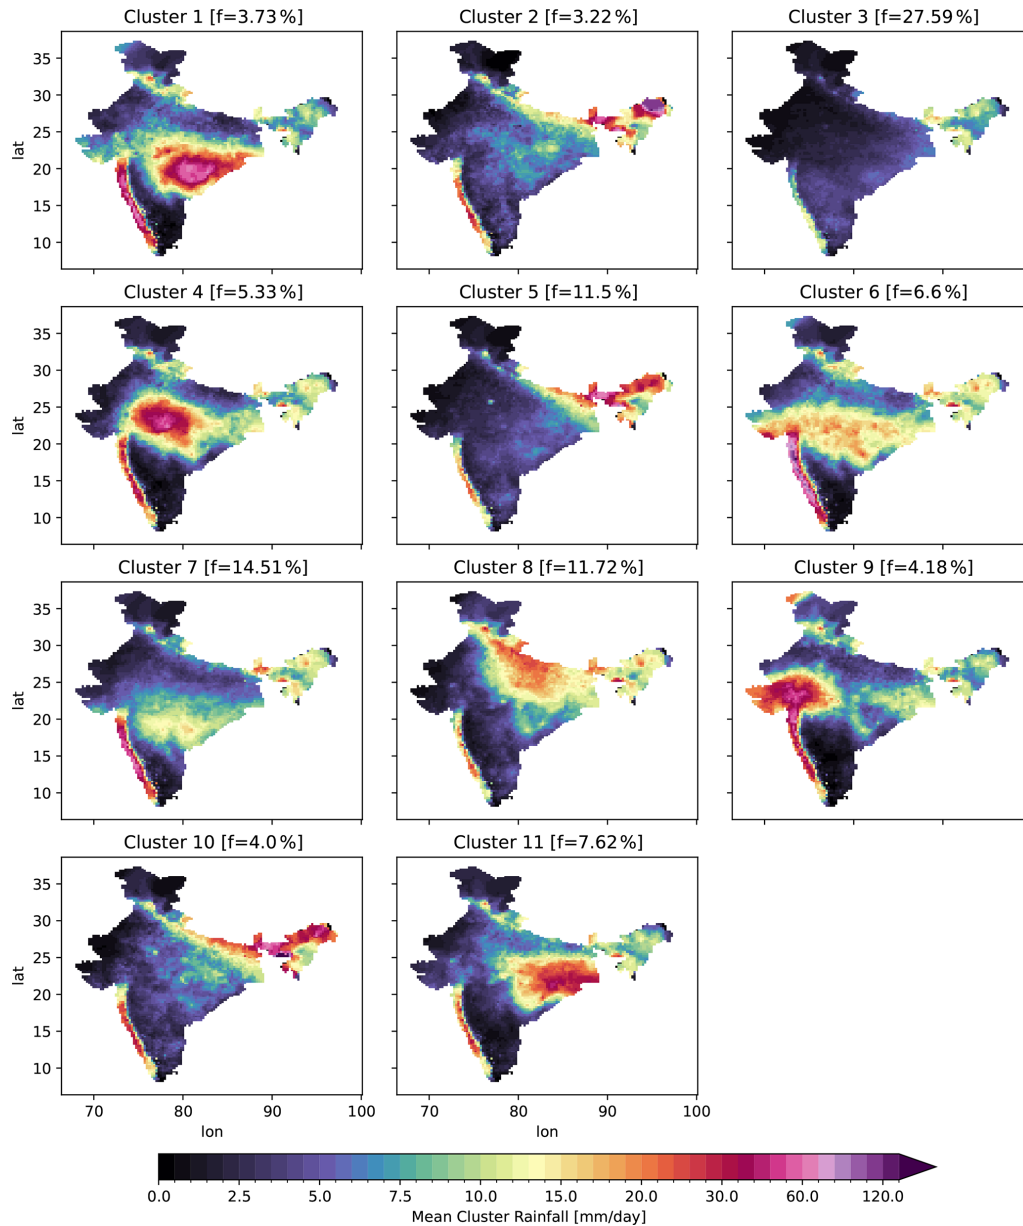 Cluster 1 [f=3.73 %]
Cluster 2 [f=3.22 %]
Cluster 3 [f=27.59 %]
35
30
25
20
15
10
lat
Cluster 4 [f=5.33 %]
Cluster 5 [f=11.5 %]
Cluster 6 [f=6.6 %]
35
30
25
20
15
10
lat
Cluster 7 [f=14.51 %]
Cluster 8 [f=11.72 %]
Cluster 9 [f=4.18 %]
35
30
25
20
15
10
lat
70 80 90 100
Cluster 10 [f=4.0 %]
Cluster 11 [f=7.62 %]
35
30
25
20
15
10
lat
70 80 90 100
lon
70 80 90 100
lon
0.0 2.5 5.0 7.5 10.0 15.0 20.0 30.0 60.0 120.0
Mean Cluster Rainfall [mm/day]